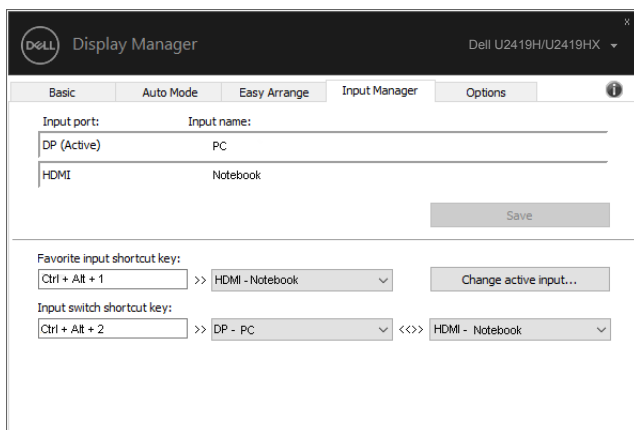 x
DELL Display Manager Dell U2419H/U2419HX
Basic Auto Mode Easy Arrange Input Manager Options i
Input port: Input name:
DP (Active) PC
HDMI Notebook
Save
Favorite input shortcut key:
Ctrl + Alt + 1 >> HDMI - Notebook Change active input...
Input switch shortcut key:
Ctrl + Alt + 2 >> DP - PC <<>> HDMI - Notebook